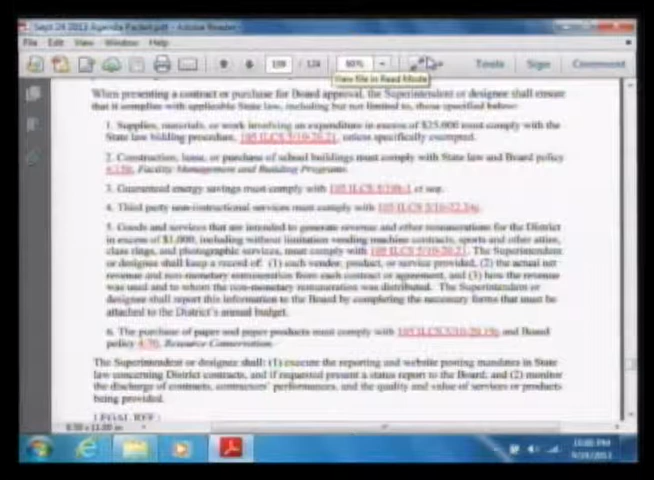 Sept 24 2013 Agenda Packet.pdf - Adobe Reader
File Edit View Window Help
109 / 124 80% Tools Sign Comment
View file in Read Mode
When presenting a contract or purchase for Board approval, the Superintendent or designee shall ensure
that it complies with applicable State law, including but not limited to, those specified below:
1. Supplies, materials, or work involving an expenditure in excess of $25,000 must comply with the
State law bidding procedure, 105 ILCS 5/10-20.21, unless specifically exempted.
2. Construction, lease, or purchase of school buildings must comply with State law and Board policy
4:150, Facility Management and Building Programs.
3. Guaranteed energy savings must comply with 105 ILCS 5/19b-1 et seq.
4. Third party non-instructional services must comply with 105 ILCS 5/10-22.34c.
5. Goods and services that are intended to generate revenue and other remunerations for the District
in excess of $1,000, including without limitation vending machine contracts, sports and other attire,
class rings, and photographic services, must comply with 105 ILCS 5/10-20.21. The Superintendent
or designee shall keep a record of: (1) each vendor, product, or service provided, (2) the actual net
revenue and non-monetary remuneration from each contract or agreement, and (3) how the revenue
was used and to whom the non-monetary remuneration was distributed. The Superintendent or
designee shall report this information to the Board by completing the necessary forms that must be
attached to the District's annual budget.
6. The purchase of paper and paper products must comply with 105 ILCS 5/10-20.19c and Board
policy 4:70, Resource Conservation.
The Superintendent or designee shall: (1) execute the reporting and website posting mandates in State
law concerning District contracts, and if requested present a status report to the Board, and (2) monitor
the discharge of contracts, contractors' performances, and the quality and value of services or products
being provided.
LEGAL REF.:
8.50 x 11.00 in
PM